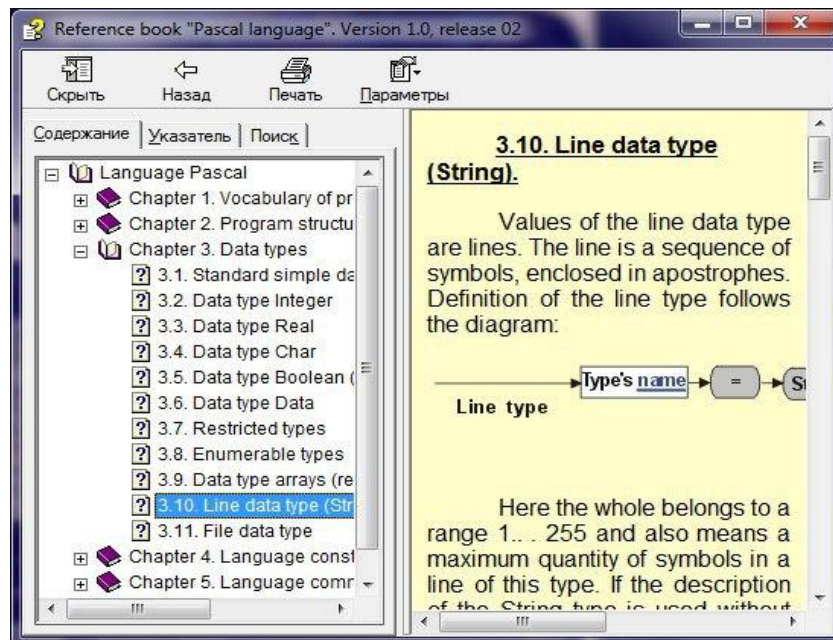 Reference book "Pascal language". Version 1.0, release 02
Скрыть Назад Печать Параметры
Содержание Указатель Поиск
Language Pascal
Chapter 1. Vocabulary of pr
Chapter 2. Program structu
Chapter 3. Data types
3.1. Standard simple da
3.2. Data type Integer
3.3. Data type Real
3.4. Data type Char
3.5. Data type Boolean (
3.6. Data type Data
3.7. Restricted types
3.8. Enumerable types
3.9. Data type arrays (re
3.10. Line data type (Str
3.11. File data type
Chapter 4. Language const
Chapter 5. Language comr
3.10. Line data type
(String).
Values of the line data type
are lines. The line is a sequence of
symbols, enclosed in apostrophes.
Definition of the line type follows
the diagram:
Type's name = St
Line type
Here the whole belongs to a
range 1.. . 255 and also means a
maximum quantity of symbols in a
line of this type. If the description
of the String type is used without